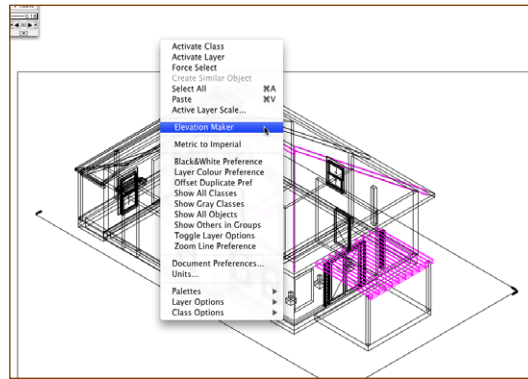 Activate Class
Activate Layer
Force Select
Create Similar Object
Select All ⌘A
Paste ⌘V
Active Layer Scale...
Elevation Maker
Metric to Imperial
Black&White Preference
Layer Colour Preference
Offset Duplicate Pref
Show All Classes
Show Gray Classes
Show All Objects
Show Others in Groups
Toggle Layer Options
Zoom Line Preference
Document Preferences...
Units...
Palettes
Layer Options
Class Options